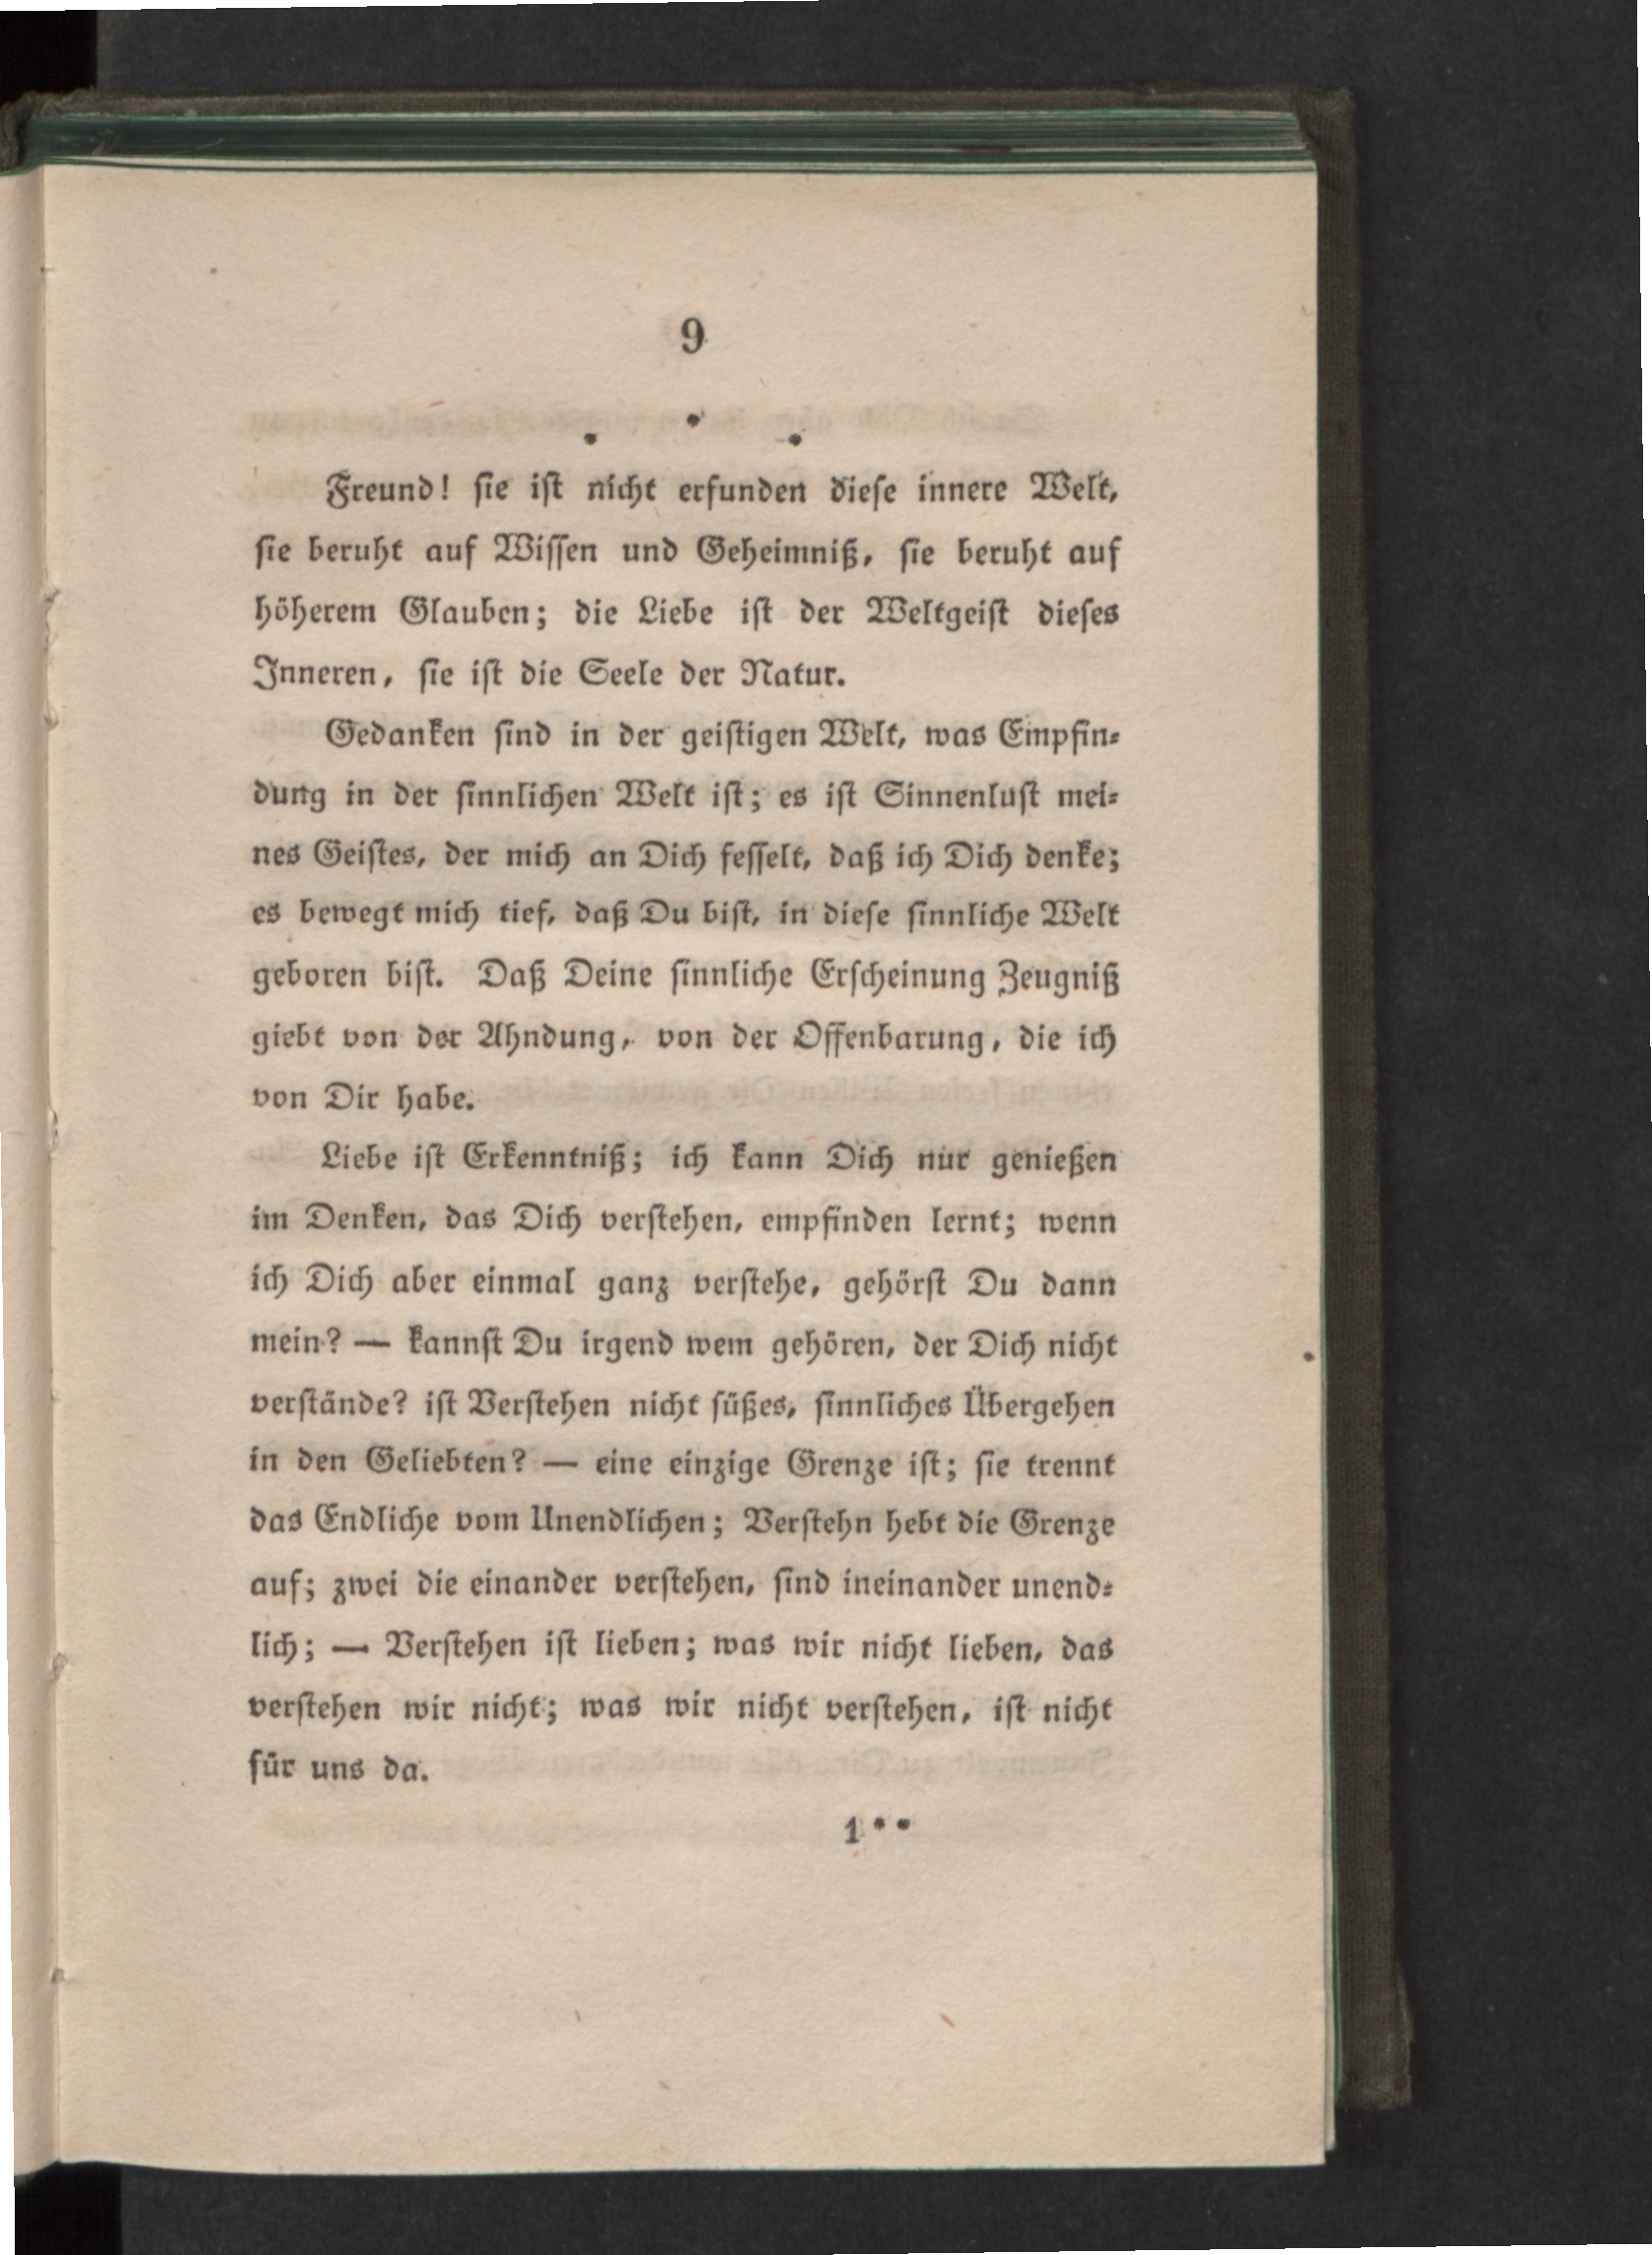 9
* * *
Freund! ſie iſt nicht erfunden dieſe innere Welt,
ſie beruht auf Wiſſen und Geheimniß, ſie beruht auf
höherem Glauben; die Liebe iſt der Weltgeiſt dieſes
Inneren, ſie iſt die Seele der Natur.
Gedanken ſind in der geiſtigen Welt, was Empfin⸗
dung in der ſinnlichen Welt iſt; es iſt Sinnenluſt mei⸗
nes Geiſtes, der mich an Dich feſſelt, daß ich Dich denke;
es bewegt mich tief, daß Du biſt, in dieſe ſinnliche Welt
geboren biſt. Daß Deine ſinnliche Erſcheinung Zeugniß
giebt von der Ahndung, von der Offenbarung, die ich
von Dir habe.
Liebe iſt Erkenntniß; ich kann Dich nur genießen
im Denken, das Dich verſtehen, empfinden lernt; wenn
ich Dich aber einmal ganz verſtehe, gehörſt Du dann
mein? — kannſt Du irgend wem gehören, der Dich nicht
verſtände? iſt Verſtehen nicht ſüßes, ſinnliches Übergehen
in den Geliebten? — eine einzige Grenze iſt; ſie trennt
das Endliche vom Unendlichen; Verſtehn hebt die Grenze
auf; zwei die einander verſtehen, ſind ineinander unend⸗
lich; — Verſtehen iſt lieben; was wir nicht lieben, das
verſtehen wir nicht; was wir nicht verſtehen, iſt nicht
für uns da.
1**